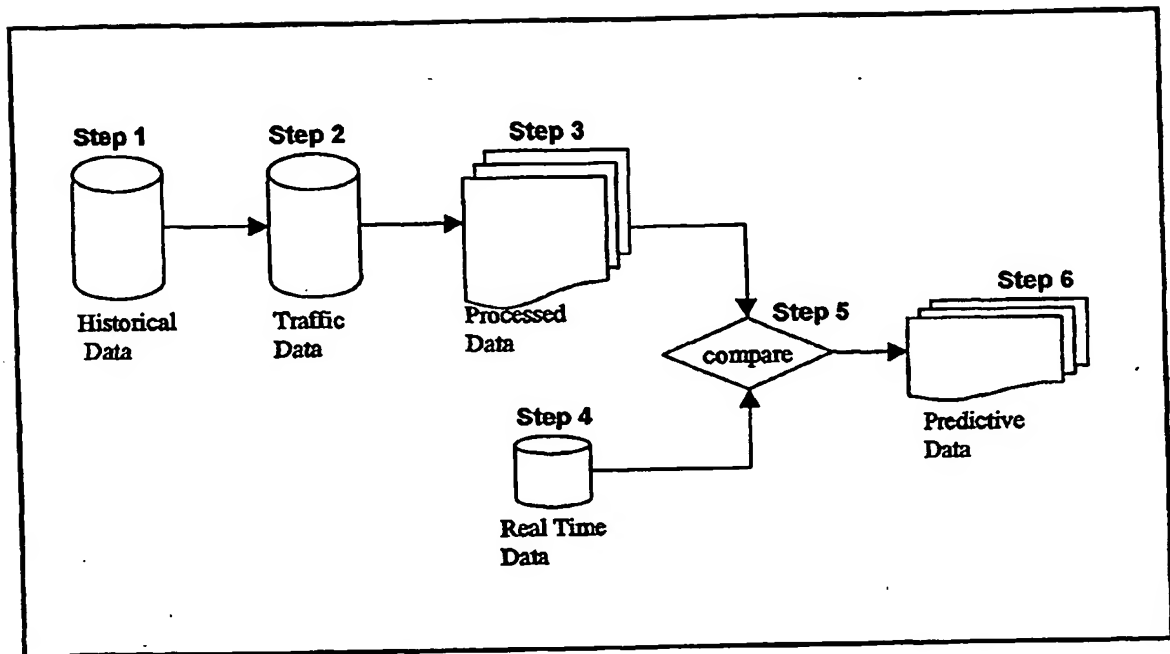 Step 1
Step 2
Step 3
Historical
Data
Traffic
Data
Processed
Data
Step 4
Real Time
Data
Step 5
compare
Step 6
Predictive
Data